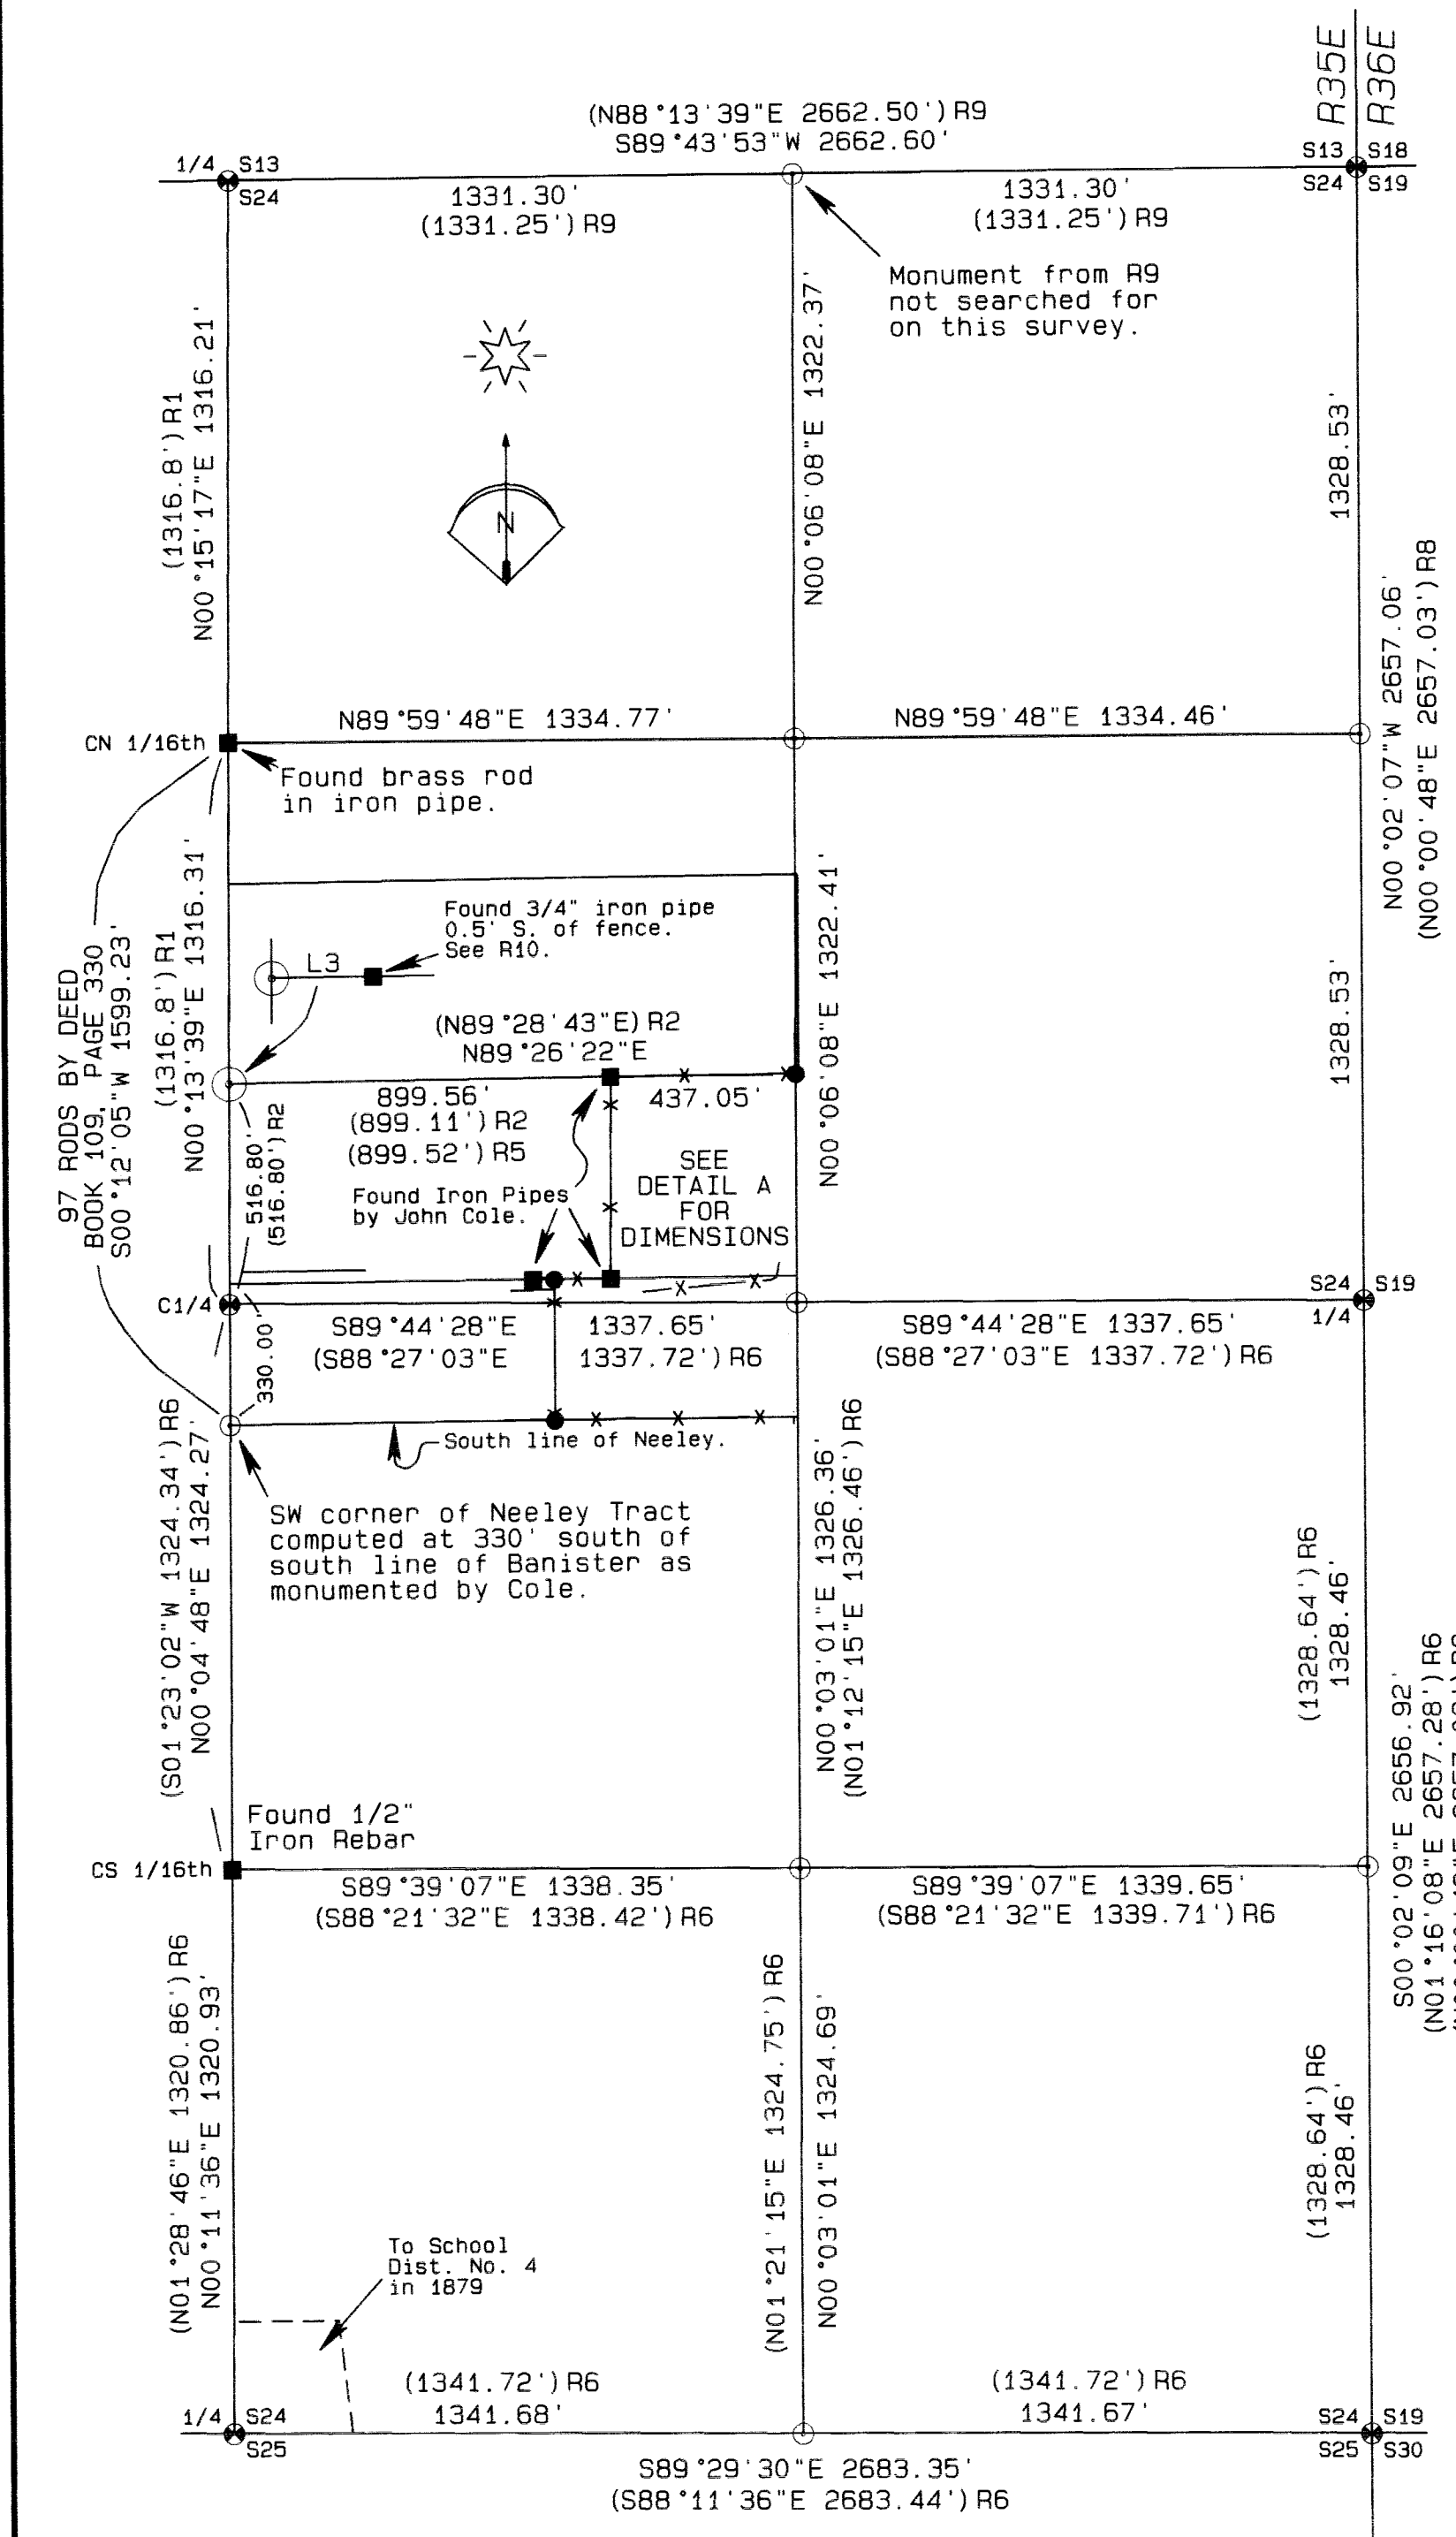 R35E
R36E
(N88°13'39"E 2662.50')R9
S89°43'53"W 2662.60'
1/4 S13
S24
S13 S18
S24 S19
1331.30'
(1331.25')R9
1331.30'
(1331.25')R9
Monument from R9
not searched for
on this survey.
(1316.8')R1
N00°15'17"E 1316.21'
N
N00°06'08"E 1322.37'
1328.53'
N00°02'07"W 2657.06'
(N00°00'48"E 2657.03')R8
N89°59'48"E 1334.77'
N89°59'48"E 1334.46'
CN 1/16th
Found brass rod
in iron pipe.
97 RODS BY DEED
BOOK 109, PAGE 330
S00°12'05"W 1599.23'
(1316.8')R1
N00°13'39"E 1316.31'
Found 3/4" iron pipe
0.5' S. of fence.
See R10.
L3
N00°06'08"E 1322.41'
1328.53'
(N89°28'43"E)R2
N89°26'22"E
899.56'
(899.11')R2
(899.52')R5
437.05'
516.80'
(516.80')R2
Found Iron Pipes
by John Cole.
SEE
DETAIL A
FOR
DIMENSIONS
C1/4
S24 S19
1/4
S89°44'28"E 1337.65'
(S88°27'03"E 1337.72')R6
S89°44'28"E 1337.65'
(S88°27'03"E 1337.72')R6
330.00'
South line of Neeley.
(S01°23'02"W 1324.34')R6
N00°04'48"E 1324.27'
SW corner of Neeley Tract
computed at 330' south of
south line of Banister as
monumented by Cole.
N00°03'01"E 1326.36'
(N01°12'15"E 1326.46')R6
(1328.64')R6
1328.46'
S00°02'09"E 2656.92'
(N01°16'08"E 2657.28')R6
Found 1/2"
Iron Rebar
CS 1/16th
S89°39'07"E 1338.35'
(S88°21'32"E 1338.42')R6
S89°39'07"E 1339.65'
(S88°21'32"E 1339.71')R6
(N01°28'46"E 1320.86')R6
N00°11'36"E 1320.93'
(N01°21'15"E 1324.75')R6
N00°03'01"E 1324.69'
(1328.64')R6
1328.46'
To School
Dist. No. 4
in 1879
(1341.72')R6
1341.68'
(1341.72')R6
1341.67'
1/4 S24
S25
S24 S19
S25 S30
S89°29'30"E 2683.35'
(S88°11'36"E 2683.44')R6